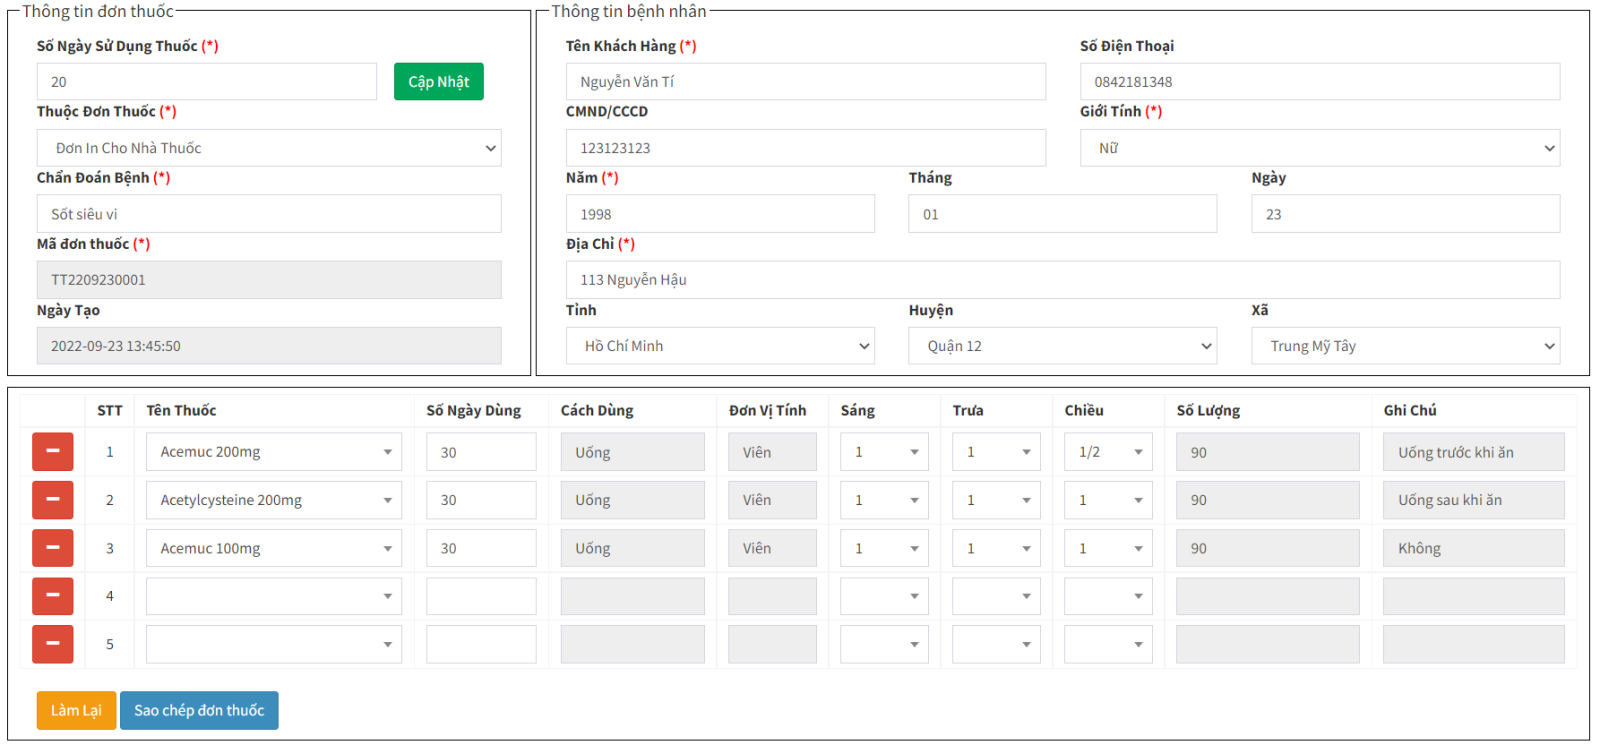 Thông tin đơn thuốc
Số Ngày Sử Dụng Thuốc (*)
20
Cập Nhật
Thuộc Đơn Thuốc (*)
Đơn In Cho Nhà Thuốc
Chẩn Đoán Bệnh (*)
Sốt siêu vi
Mã đơn thuốc (*)
TT2209230001
Ngày Tạo
2022-09-23 13:45:50
Thông tin bệnh nhân
Tên Khách Hàng (*) Số Điện Thoại
Nguyễn Văn Tí 0842181348
CMND/CCCD Giới Tính (*)
123123123 Nữ
Năm (*) Tháng Ngày
1998 01 23
Địa Chỉ (*)
113 Nguyễn Hậu
Tỉnh Huyện Xã
Hồ Chí Minh Quận 12 Trung Mỹ Tây
STT Tên Thuốc Số Ngày Dùng Cách Dùng Đơn Vị Tính Sáng Trưa Chiều Số Lượng Ghi Chú
1 Acemuc 200mg 30 Uống Viên 1 1 1/2 90 Uống trước khi ăn
2 Acetylcysteine 200mg 30 Uống Viên 1 1 1 90 Uống sau khi ăn
3 Acemuc 100mg 30 Uống Viên 1 1 1 90 Không
4
5
Làm Lại Sao chép đơn thuốc